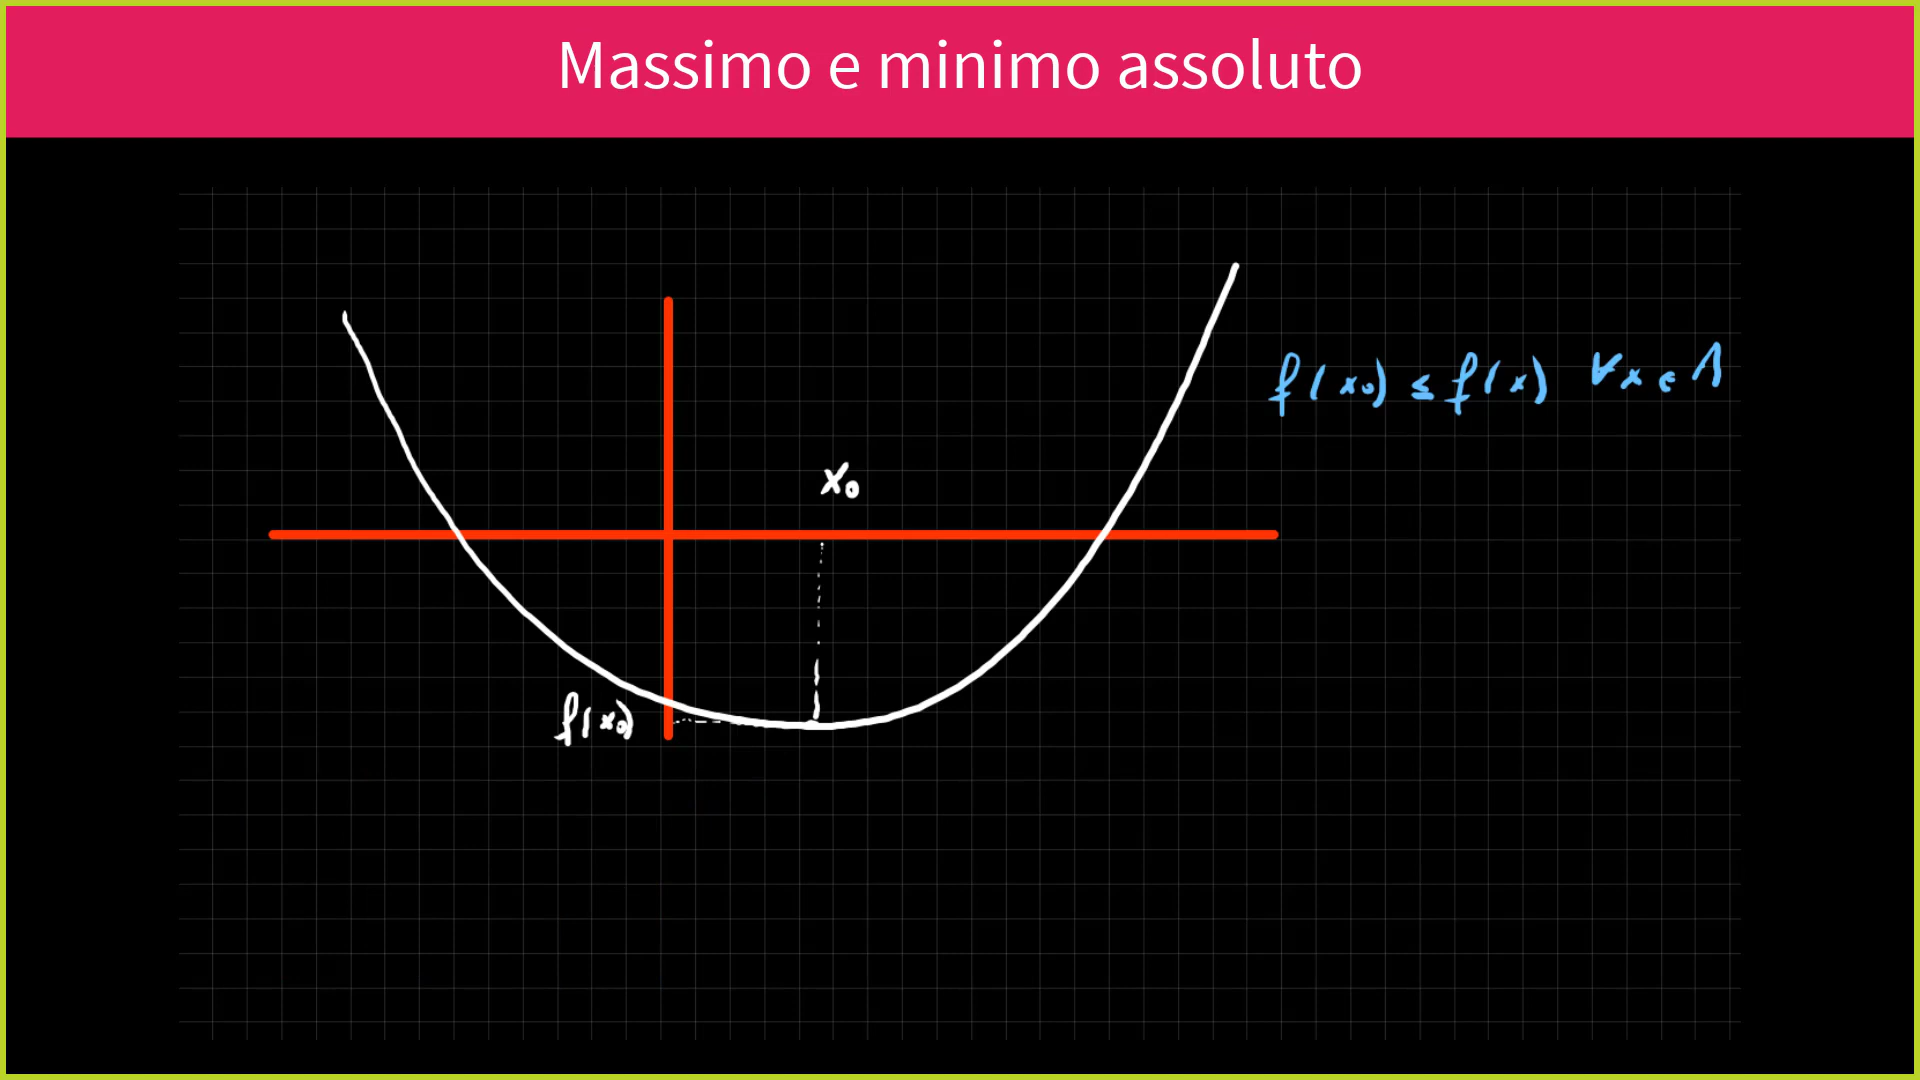 Massimo e minimo assoluto
f(x₀) ≤ f(x) ∀x ∈ A
x₀
f(x₀)